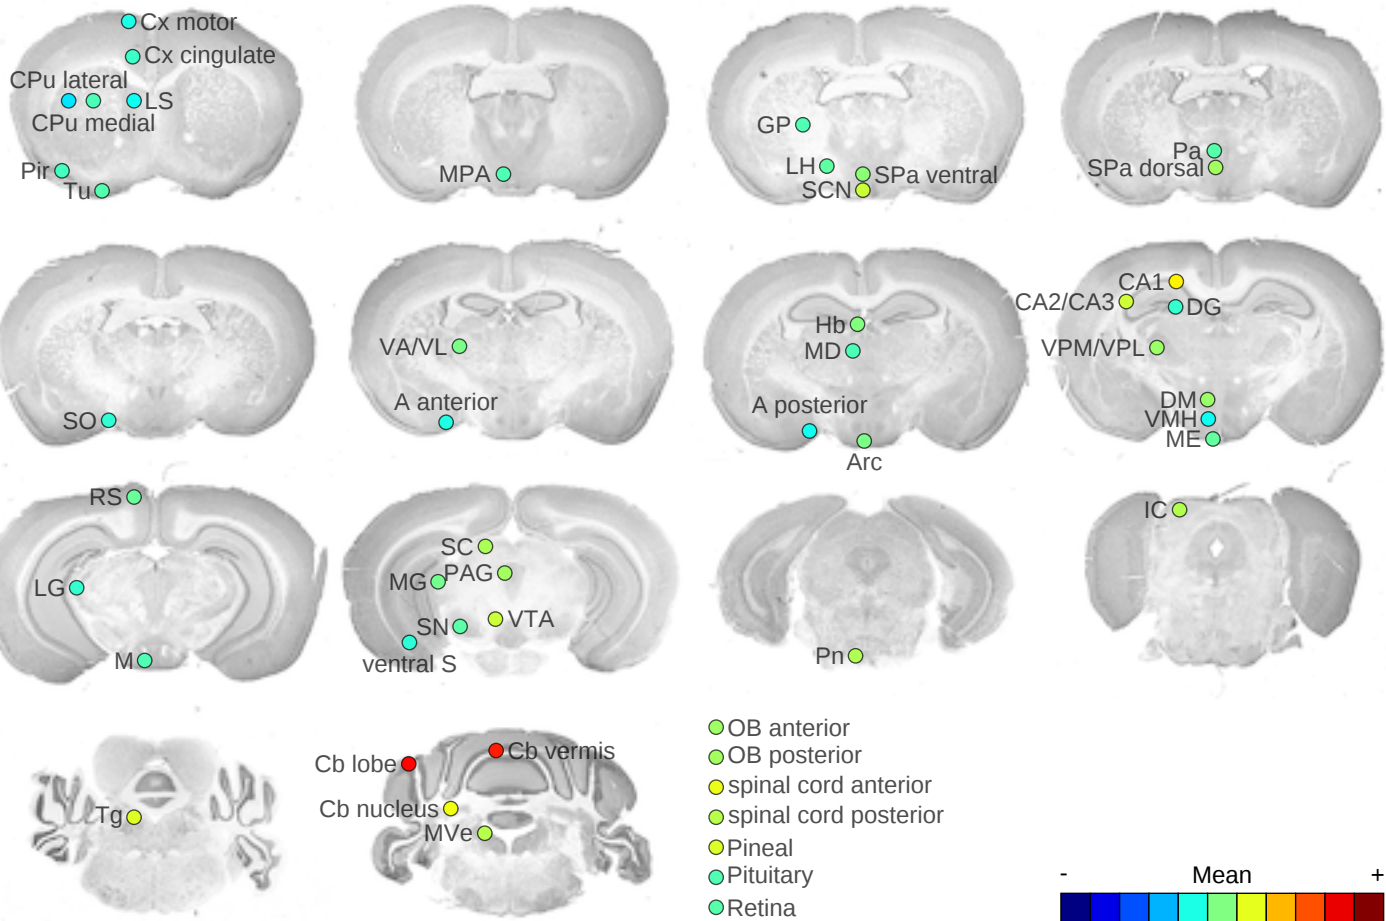 Cx motor
Cx cingulate
CPu lateral
LS
CPu medial
Pir
Tu
MPA
GP
LH
SPa ventral
SCN
Pa
SPa dorsal
SO
VA/VL
A anterior
Hb
MD
A posterior
Arc
CA1
CA2/CA3
DG
VPM/VPL
DM
VMH
ME
RS
LG
M
SC
PAG
MG
VTA
SN
ventral S
Pn
IC
Tg
Cb lobe
Cb vermis
Cb nucleus
MVe
OB anterior
OB posterior
spinal cord anterior
spinal cord posterior
Pineal
Pituitary
Retina
- Mean +